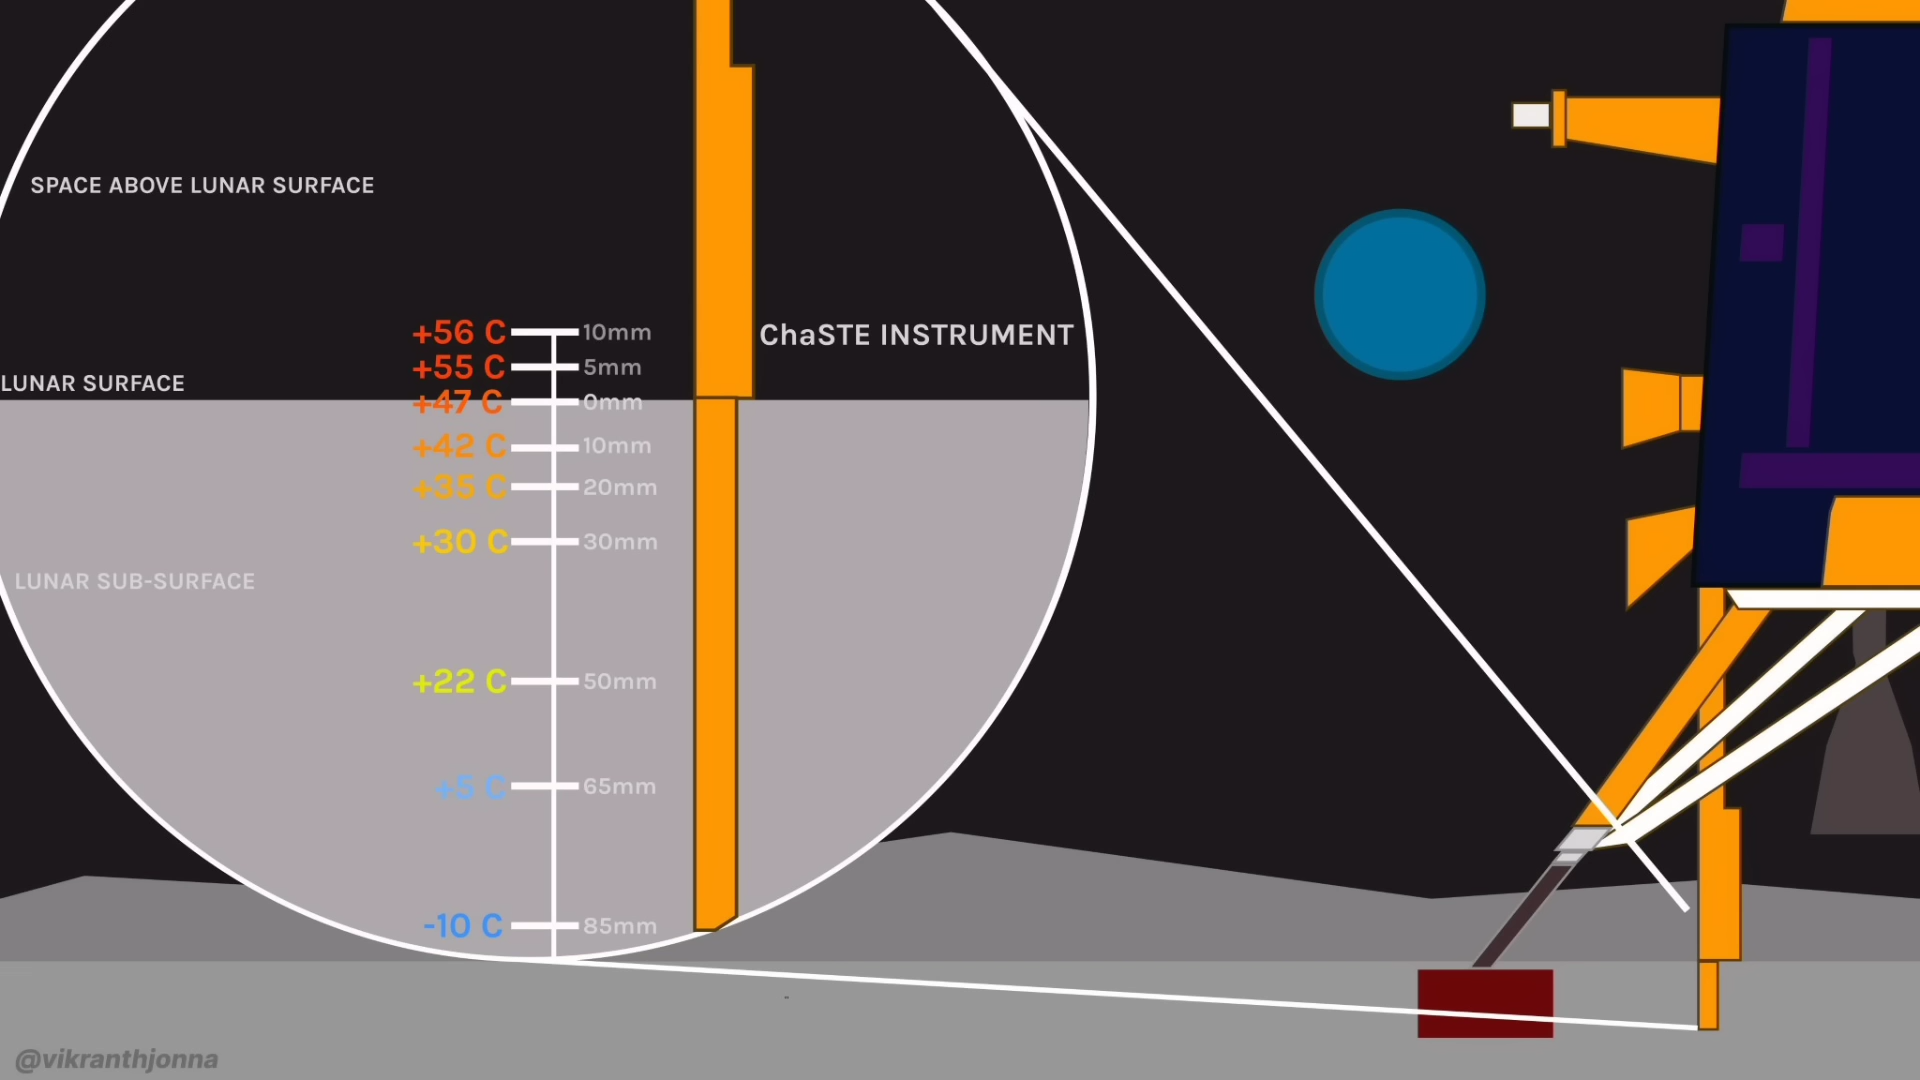 SPACE ABOVE LUNAR SURFACE
+56 C 10mm
ChaSTE INSTRUMENT
+55 C 5mm
LUNAR SURFACE
+47 C 0mm
+42 C 10mm
+35 C 20mm
+30 C 30mm
LUNAR SUB-SURFACE
+22 C 50mm
+5 C 65mm
-10 C 85mm
@vikranthjonna